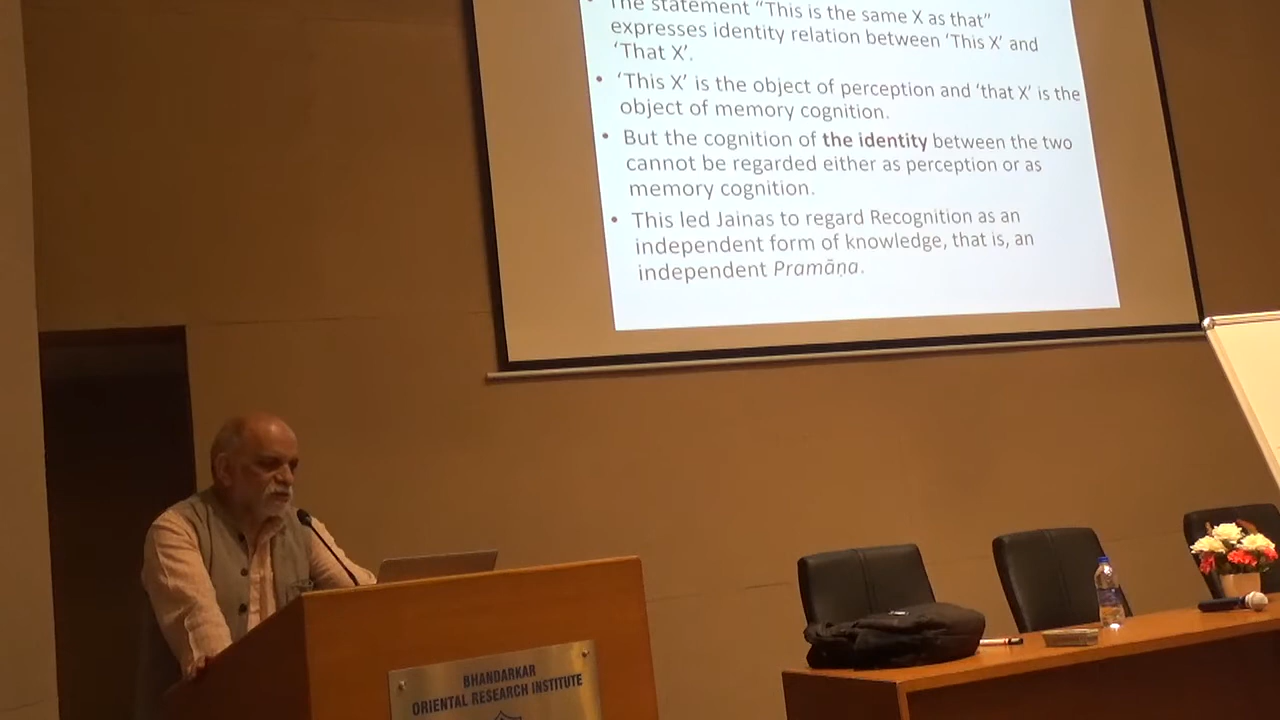 • The statement “This is the same X as that”
expresses identity relation between ‘This X’ and
‘That X’.
• ‘This X’ is the object of perception and ‘that X’ is the
object of memory cognition.
• But the cognition of the identity between the two
cannot be regarded either as perception or as
memory cognition.
• This led Jainas to regard Recognition as an
independent form of knowledge, that is, an
independent Pramāṇa.
BHANDARKAR
ORIENTAL RESEARCH INSTITUTE